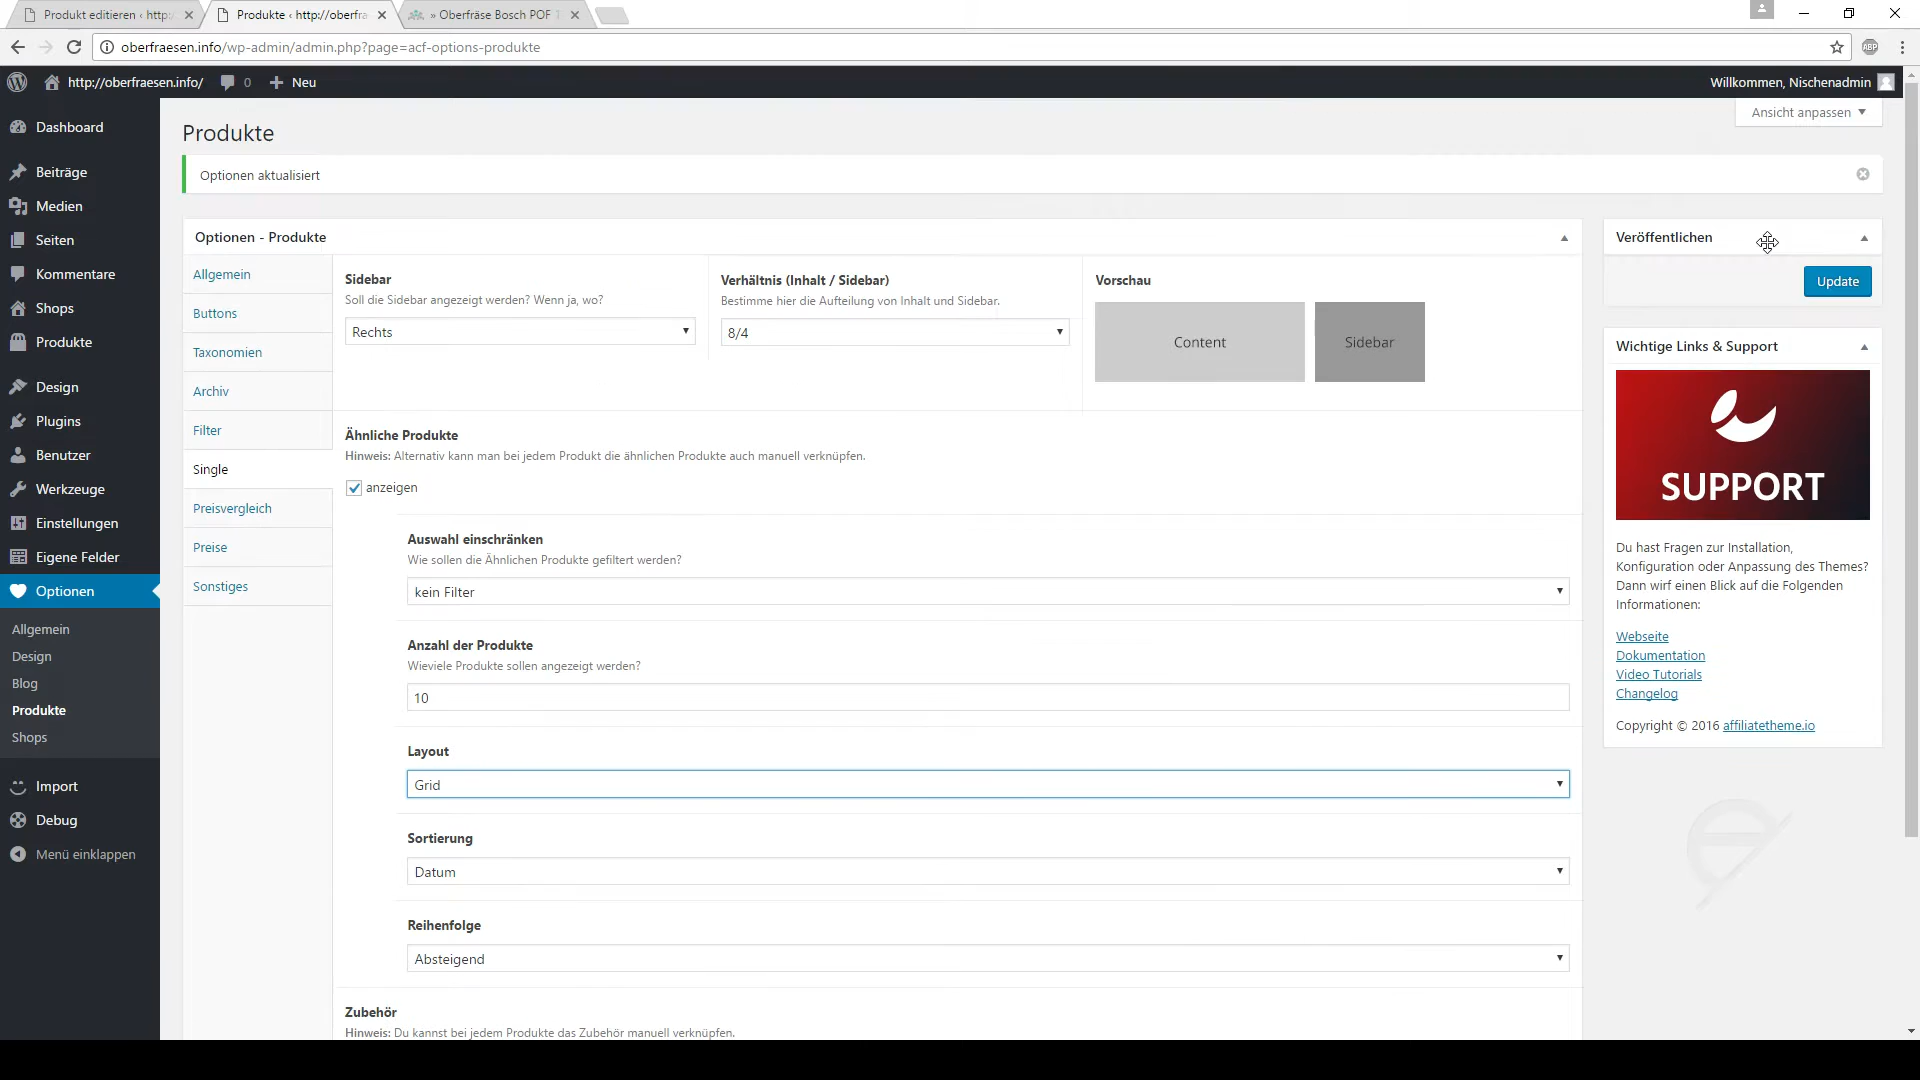 Produkt editieren ‹ http:
Produkte ‹ http://oberfra
» Oberfräse Bosch POF
oberfraesen.info/wp-admin/admin.php?page=acf-options-produkte
ABP
http://oberfraesen.info/
0
Neu
Willkommen, Nischenadmin
Dashboard
Beiträge
Medien
Seiten
Kommentare
Shops
Produkte
Design
Plugins
Benutzer
Werkzeuge
Einstellungen
Eigene Felder
Optionen
Allgemein
Design
Blog
Produkte
Shops
Import
Debug
Menü einklappen
Ansicht anpassen
Produkte
Optionen aktualisiert
Optionen - Produkte
Allgemein
Buttons
Taxonomien
Archiv
Filter
Single
Preisvergleich
Preise
Sonstiges
Sidebar
Soll die Sidebar angezeigt werden? Wenn ja, wo?
Rechts
Verhältnis (Inhalt / Sidebar)
Bestimme hier die Aufteilung von Inhalt und Sidebar.
8/4
Vorschau
Content
Sidebar
Ähnliche Produkte
Hinweis: Alternativ kann man bei jedem Produkt die ähnlichen Produkte auch manuell verknüpfen.
anzeigen
Auswahl einschränken
Wie sollen die Ähnlichen Produkte gefiltert werden?
kein Filter
Anzahl der Produkte
Wieviele Produkte sollen angezeigt werden?
10
Layout
Grid
Sortierung
Datum
Reihenfolge
Absteigend
Zubehör
Hinweis: Du kannst bei jedem Produkte das Zubehör manuell verknüpfen.
Veröffentlichen
Update
Wichtige Links & Support
SUPPORT
Du hast Fragen zur Installation,
Konfiguration oder Anpassung des Themes?
Dann wirf einen Blick auf die Folgenden
Informationen:
Webseite
Dokumentation
Video Tutorials
Changelog
Copyright © 2016 affiliatetheme.io